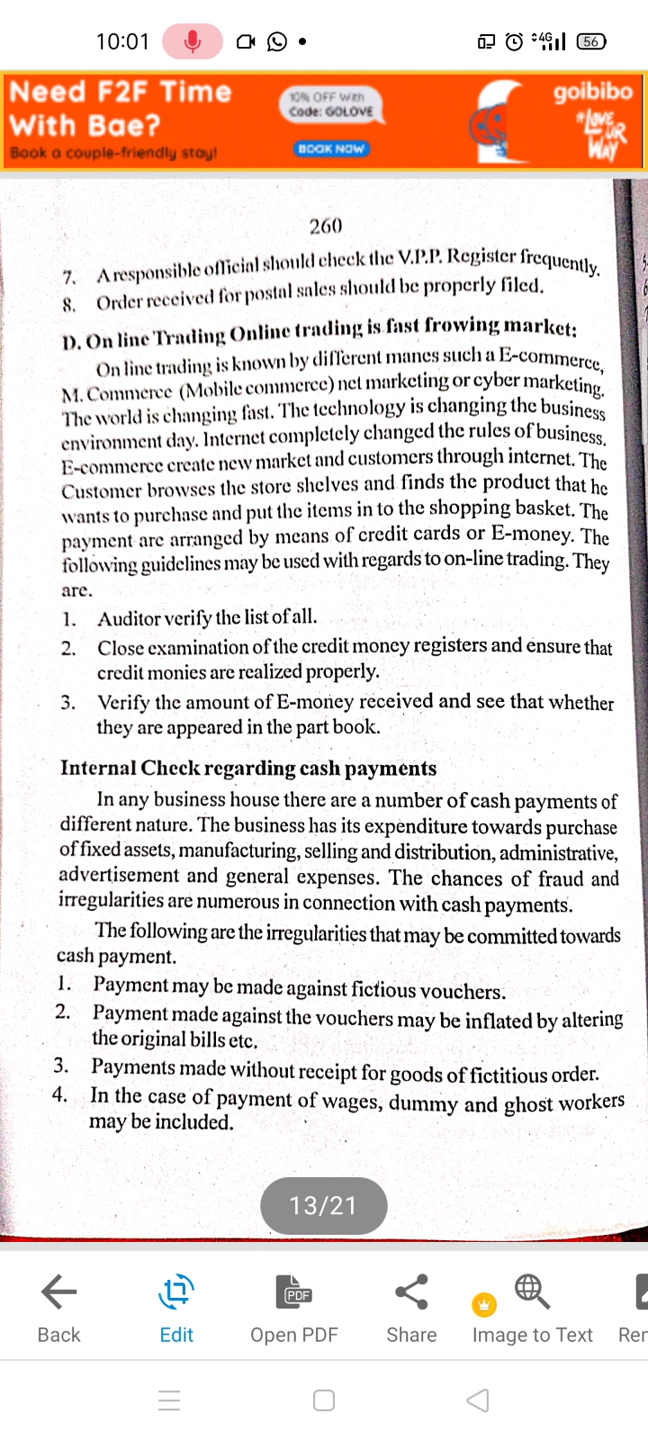 10:01
4G
56
Need F2F Time
With Bae?
Book a couple-friendly stay!
10% OFF With
Code: GOLOVE
BOOK NOW
goibibo
#LOVE
UR
WAY
260
7. A responsible official should check the V.P.P. Register frequently.
8. Order received for postal sales should be properly filed.
D. On line Trading Online trading is fast frowing market:
On line trading is known by different manes such a E-commerce,
M. Commerce (Mobile commerce) net marketing or cyber marketing.
The world is changing fast. The technology is changing the business
environment day. Internet completely changed the rules of business.
E-commerce create new market and customers through internet. The
Customer browses the store shelves and finds the product that he
wants to purchase and put the items in to the shopping basket. The
payment are arranged by means of credit cards or E-money. The
following guidelines may be used with regards to on-line trading. They
are.
1. Auditor verify the list of all.
2. Close examination of the credit money registers and ensure that
credit monies are realized properly.
3. Verify the amount of E-money received and see that whether
they are appeared in the part book.
Internal Check regarding cash payments
In any business house there are a number of cash payments of
different nature. The business has its expenditure towards purchase
of fixed assets, manufacturing, selling and distribution, administrative,
advertisement and general expenses. The chances of fraud and
irregularities are numerous in connection with cash payments.
The following are the irregularities that may be committed towards
cash payment.
1. Payment may be made against fictious vouchers.
2. Payment made against the vouchers may be inflated by altering
the original bills etc.
3. Payments made without receipt for goods of fictitious order.
4. In the case of payment of wages, dummy and ghost workers
may be included.
13/21
PDF
Back
Edit
Open PDF
Share
Image to Text
Rer